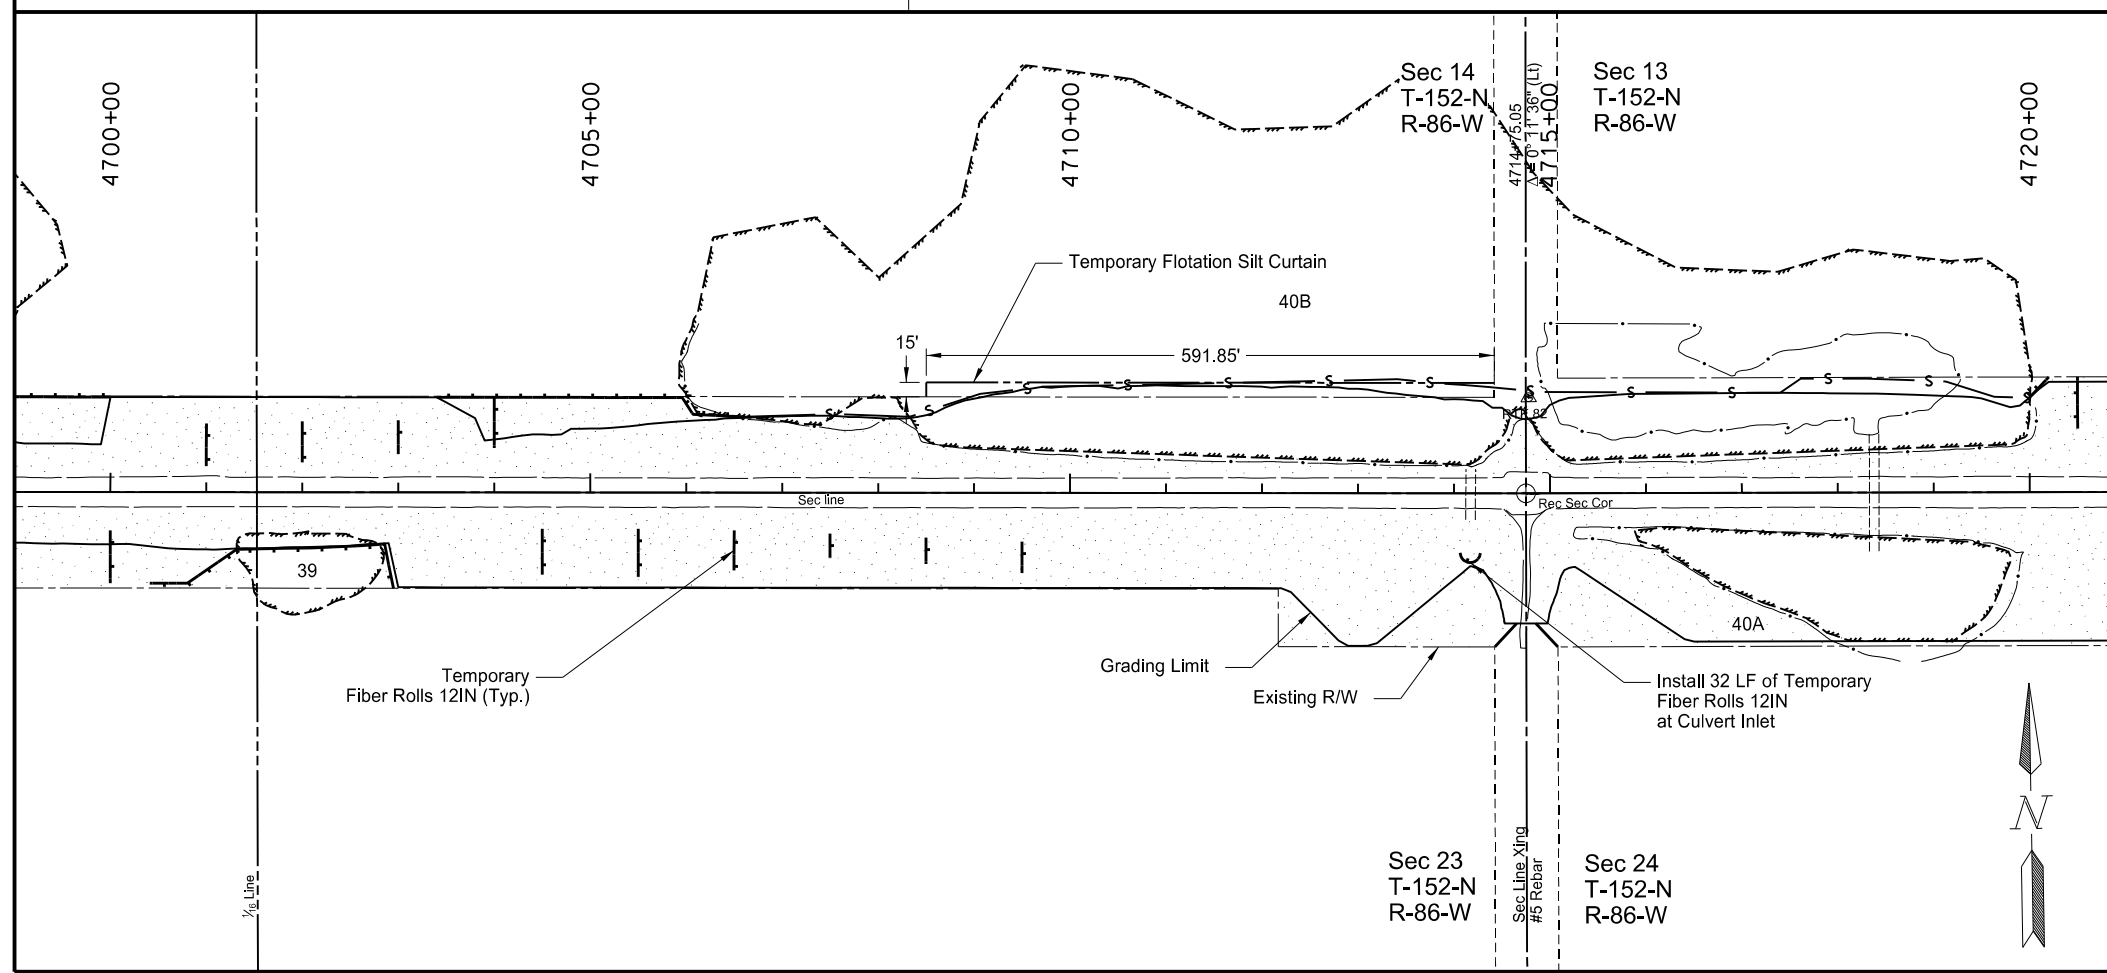 4700+00
4705+00
4710+00
4714+75.05
△=0° 11' 36" (Lt)
4715+00
4720+00
Sec 14
T-152-N
R-86-W
Sec 13
T-152-N
R-86-W
Temporary Flotation Silt Curtain
40B
15'
591.85'
S S S S S S S S S S S S
Sec line
Rec Sec Cor
39
40A
Temporary
Fiber Rolls 12IN (Typ.)
Grading Limit
Existing R/W
Install 32 LF of Temporary
Fiber Rolls 12IN
at Culvert Inlet
1/16 Line
Sec Line Xing
#5 Rebar
Sec 23
T-152-N
R-86-W
Sec 24
T-152-N
R-86-W
N